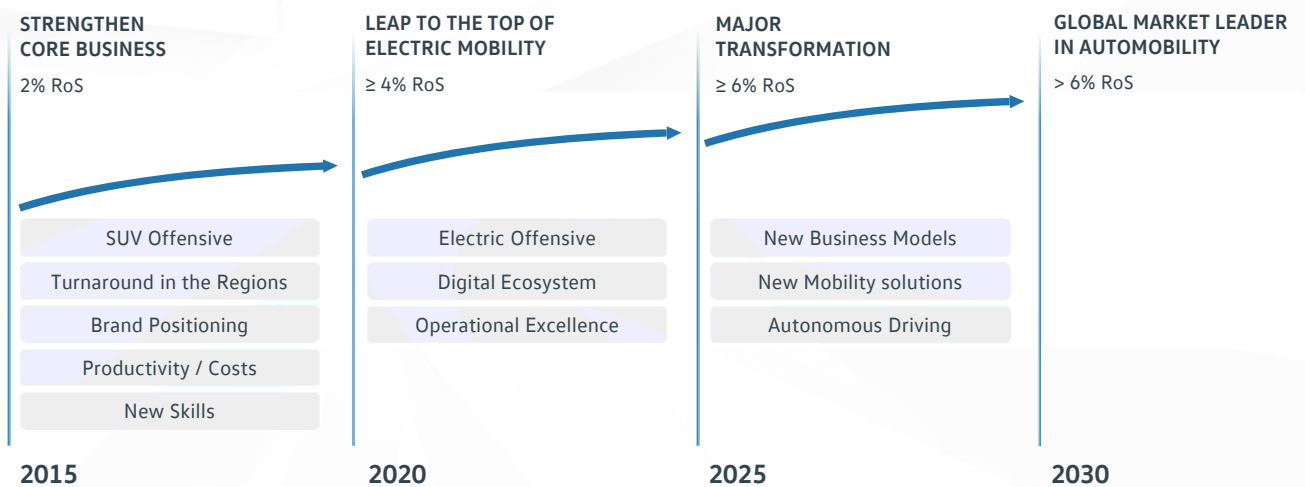 STRENGTHEN
CORE BUSINESS
2% RoS
SUV Offensive
Turnaround in the Regions
Brand Positioning
Productivity / Costs
New Skills
2015
LEAP TO THE TOP OF
ELECTRIC MOBILITY
≥ 4% RoS
Electric Offensive
Digital Ecosystem
Operational Excellence
2020
MAJOR
TRANSFORMATION
≥ 6% RoS
New Business Models
New Mobility solutions
Autonomous Driving
2025
GLOBAL MARKET LEADER
IN AUTOMOBILITY
> 6% RoS
2030